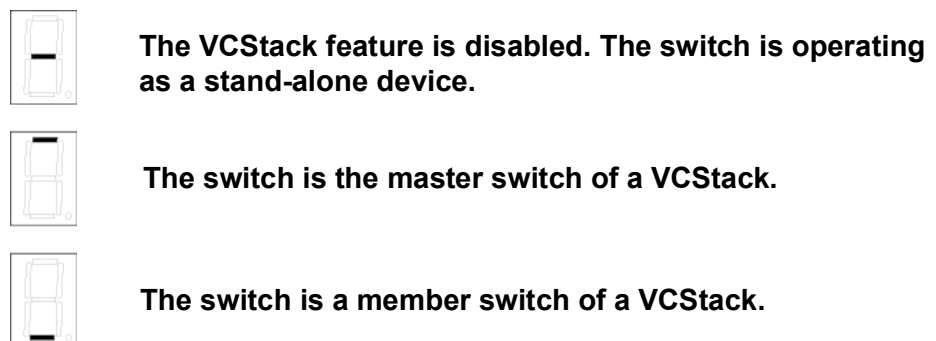 The VCStack feature is disabled. The switch is operating
as a stand-alone device.
The switch is the master switch of a VCStack.
The switch is a member switch of a VCStack.